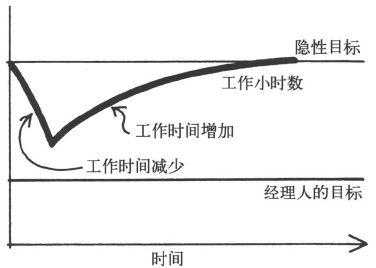 隐性目标
工作小时数
工作时间增加
工作时间减少
经理人的目标
时间